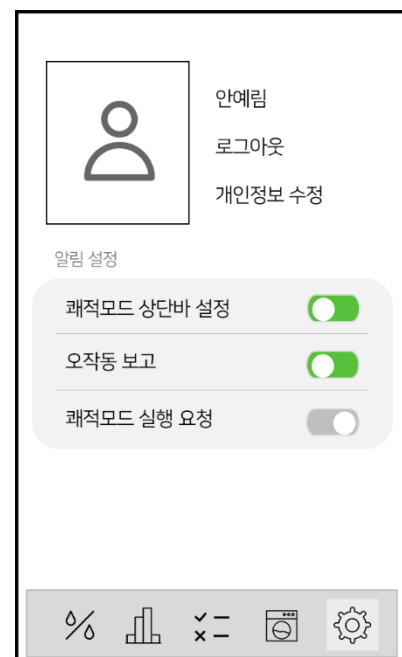 안예림
로그아웃
개인정보 수정
알림 설정
쾌적모드 상단바 설정
오작동 보고
쾌적모드 실행 요청